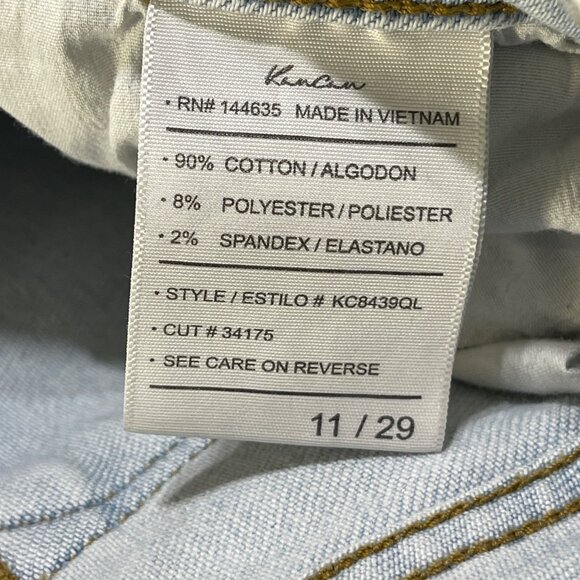 KanCan
• RN# 144635 MADE IN VIETNAM
• 90% COTTON / ALGODON
• 8% POLYESTER / POLIESTER
• 2% SPANDEX / ELASTANO
• STYLE / ESTILO # KC8439QL
• CUT # 34175
• SEE CARE ON REVERSE
11 / 29